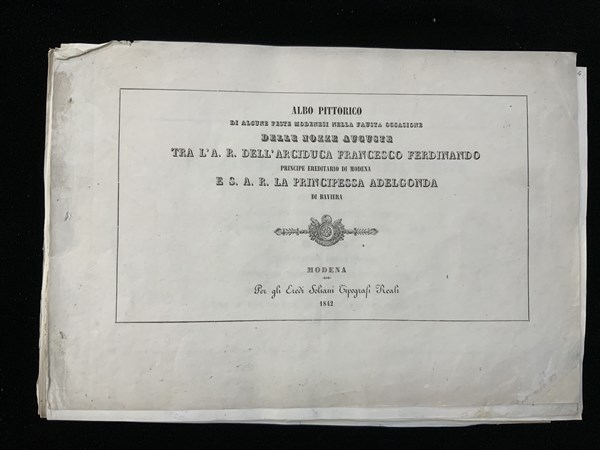 ALBO PITTORICO
DI ALCUNE FESTE MODENESI NELLA FAUSTA OCCASIONE
DELLE NOZZE AUGUSTE
TRA L'A. R. DELL'ARCIDUCA FRANCESCO FERDINANDO
PRINCIPE EREDITARIO DI MODENA
E S. A. R. LA PRINCIPESSA ADELGONDA
DI BAVIERA
MODENA
Per gli Eredi Soliani Tipografi Reali
1842